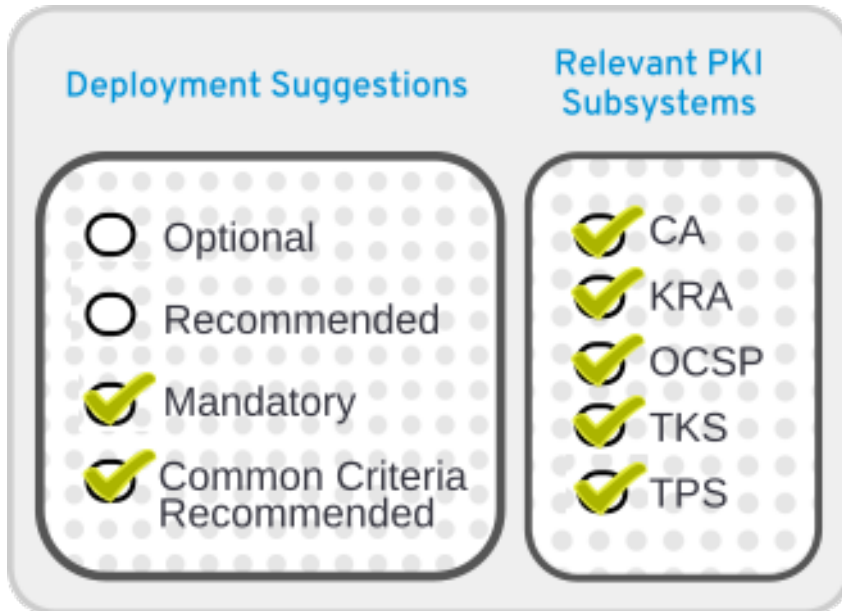 Deployment Suggestions
Relevant PKI
Subsystems
Optional
Recommended
Mandatory
Common Criteria
Recommended
CA
KRA
OCSP
TKS
TPS